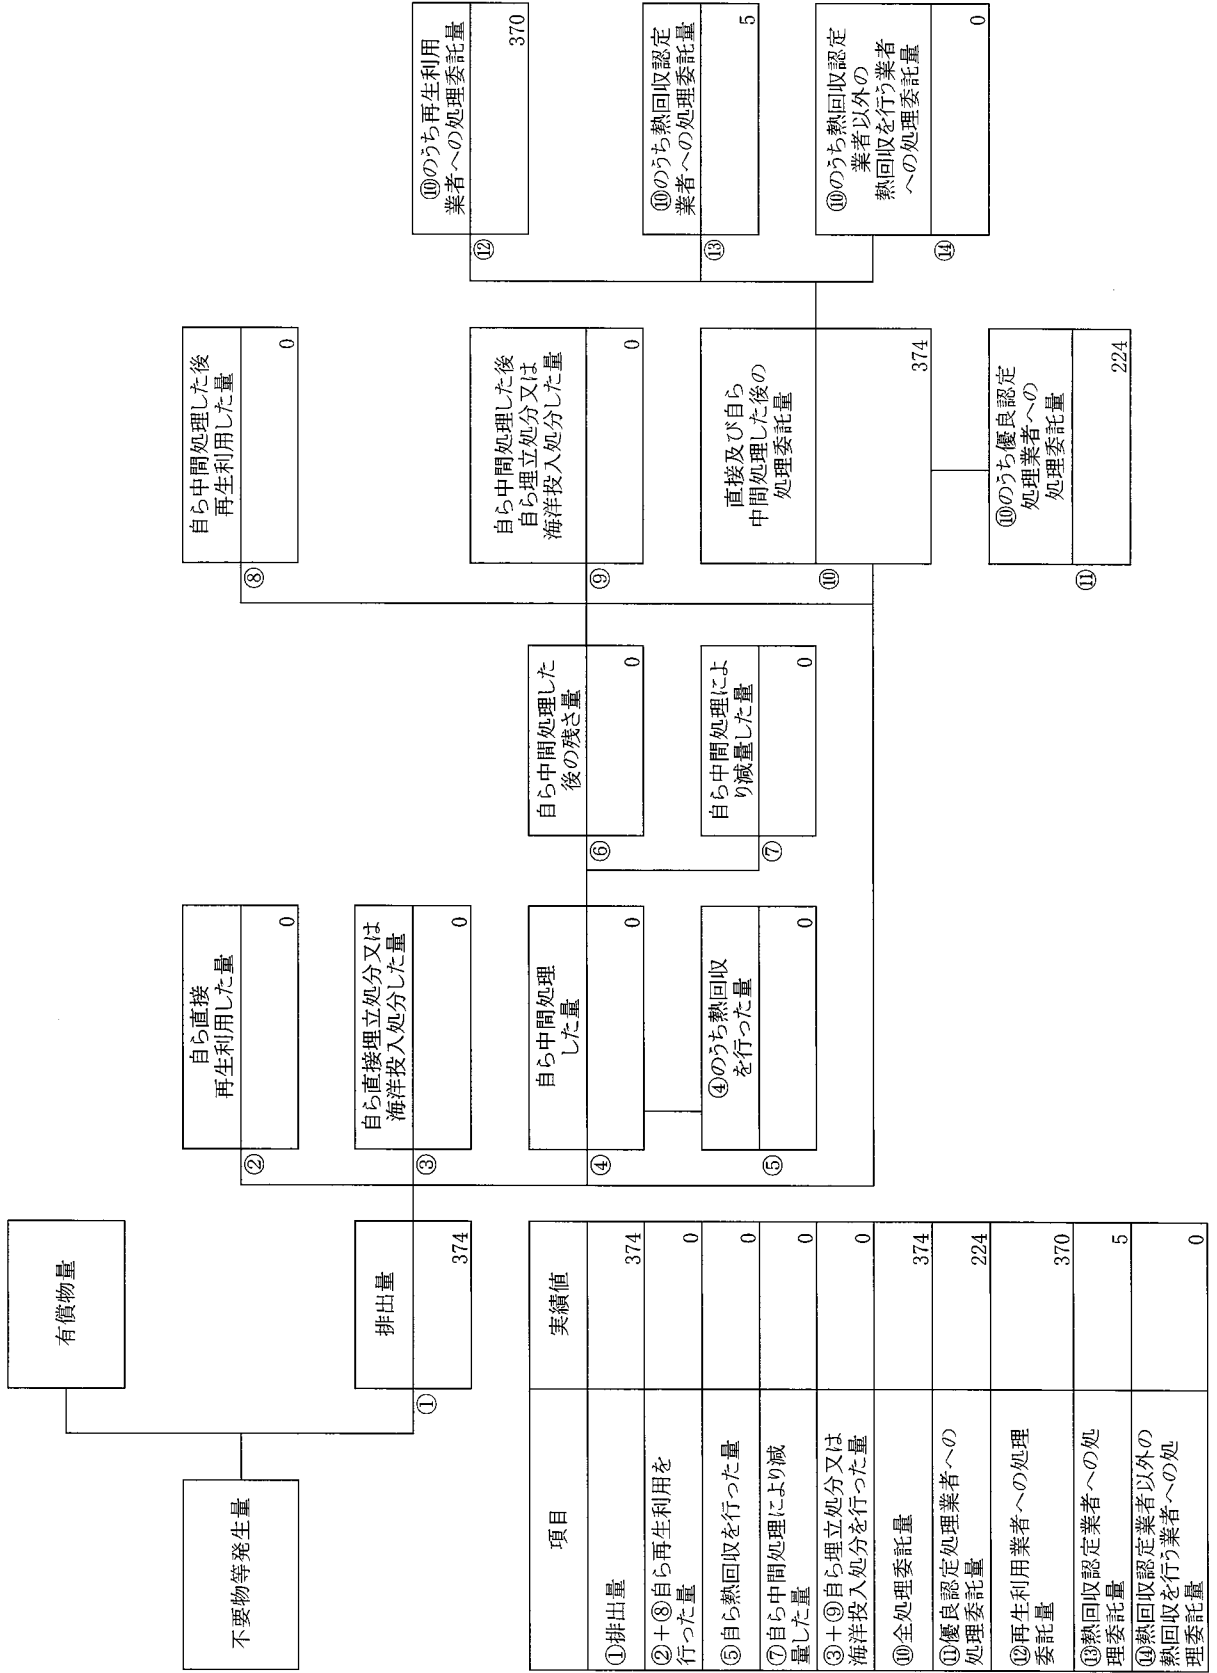 不要物等発生量
有償物量
排出量
①
374
自ら直接
再生利用した量
②
0
自ら直接埋立処分又は
海洋投入処分した量
③
0
自ら中間処理
した量
④
0
④のうち熱回収
を行った量
⑤
0
自ら中間処理した
後の残さ量
⑥
0
自ら中間処理によ
り減量した量
⑦
0
自ら中間処理した後
再生利用した量
⑧
0
自ら中間処理した後
自ら埋立処分又は
海洋投入処分した量
⑨
0
直接及び自ら
中間処理した後の
処理委託量
⑩
374
⑩のうち優良認定
処理業者への
処理委託量
⑪
224
⑩のうち再生利用
業者への処理委託量
⑫
370
⑩のうち熱回収認定
業者への処理委託量
⑬
5
⑩のうち熱回収認定
業者以外の
熱回収を行う業者
への処理委託量
⑭
0
項目
実績値
①排出量
374
②+⑧自ら再生利用を
行った量
0
⑤自ら熱回収を行った量
0
⑦自ら中間処理により減
量した量
0
③+⑨自ら埋立処分又は
海洋投入処分を行った量
0
⑩全処理委託量
374
⑪優良認定処理業者への
処理委託量
224
⑫再生利用業者への処理
委託量
370
⑬熱回収認定業者への処
理委託量
5
⑭熱回収認定業者以外の
熱回収を行う業者への処
理委託量
0